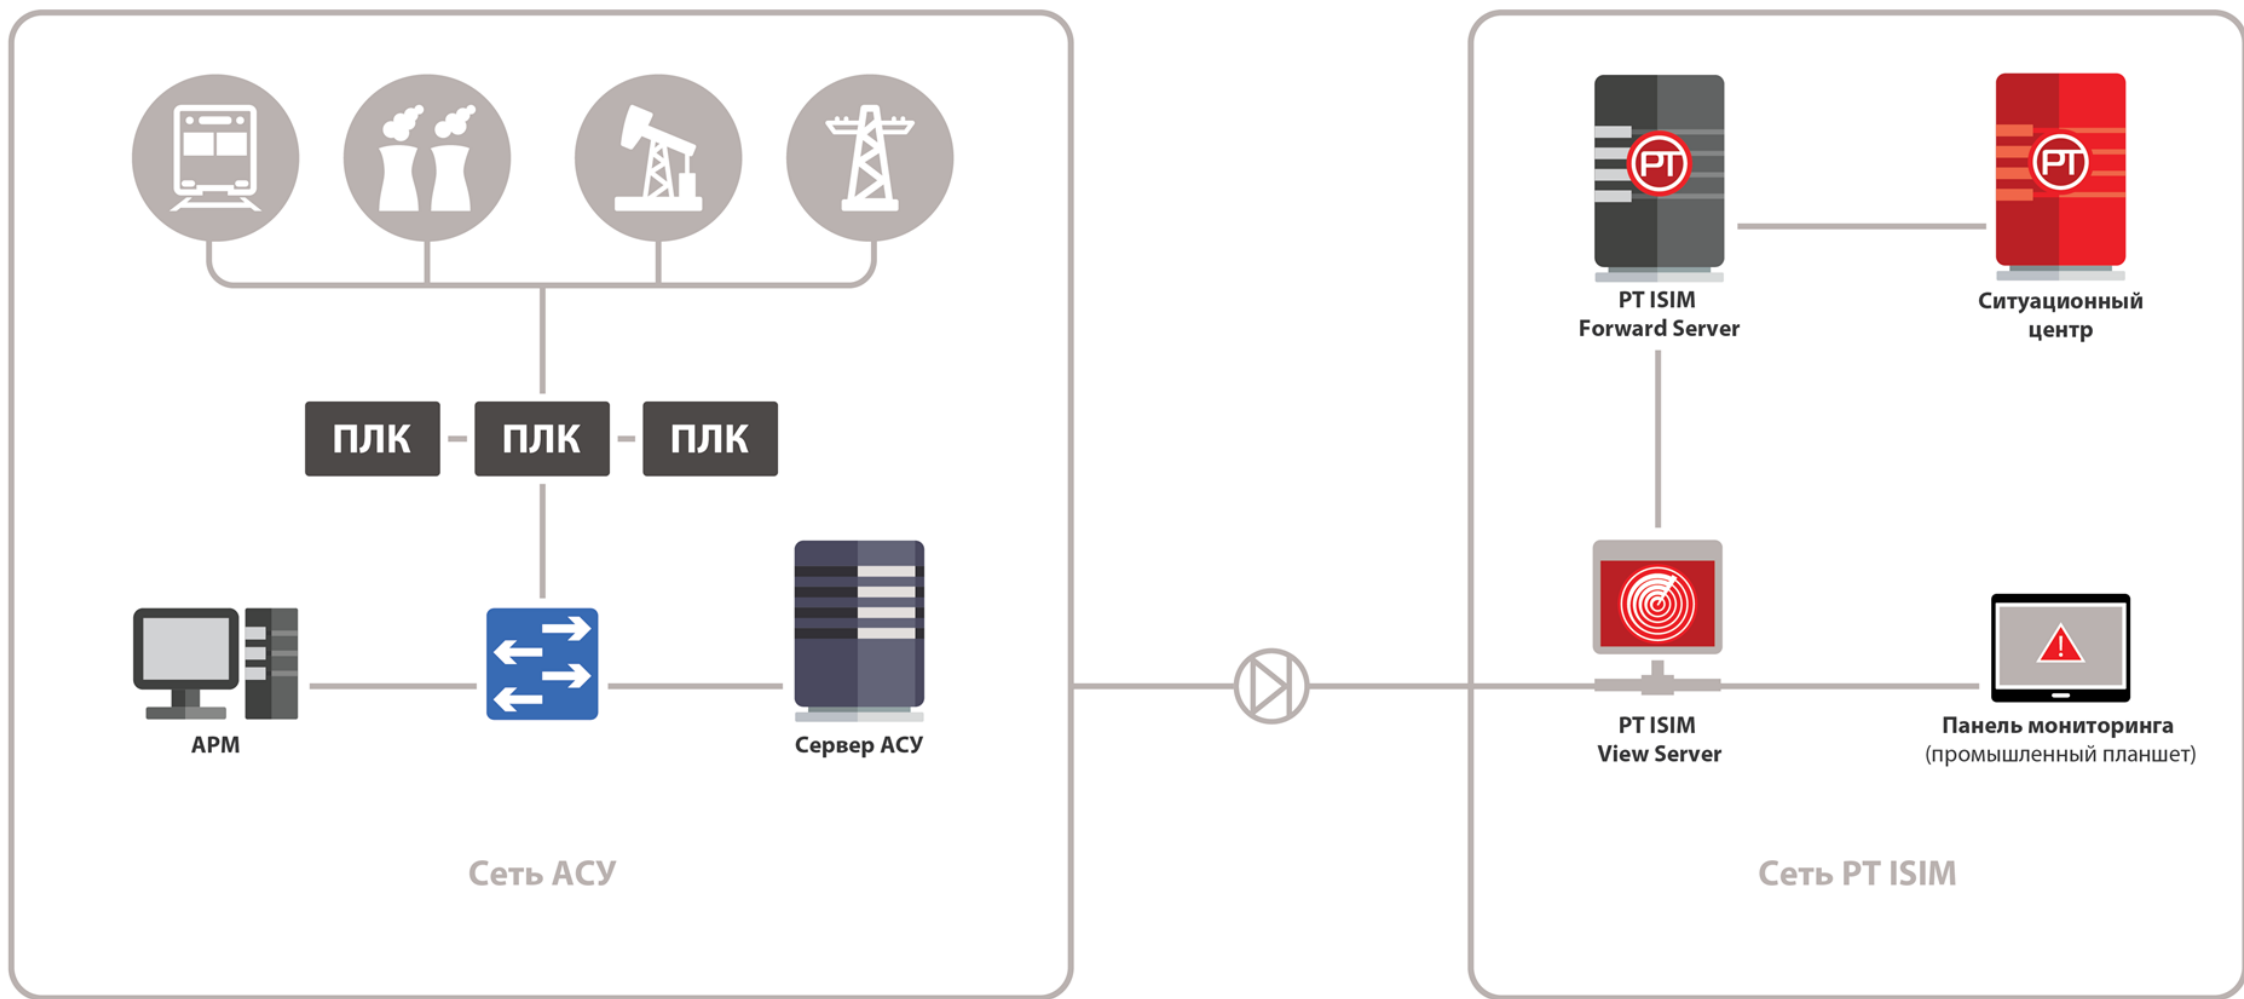 PT
PT
PT ISIM
Forward Server
Ситуационный
центр
ПЛК
ПЛК
ПЛК
АРМ
Сервер АСУ
PT ISIM
View Server
!
Панель мониторинга
(промышленный планшет)
Сеть АСУ
Сеть PT ISIM